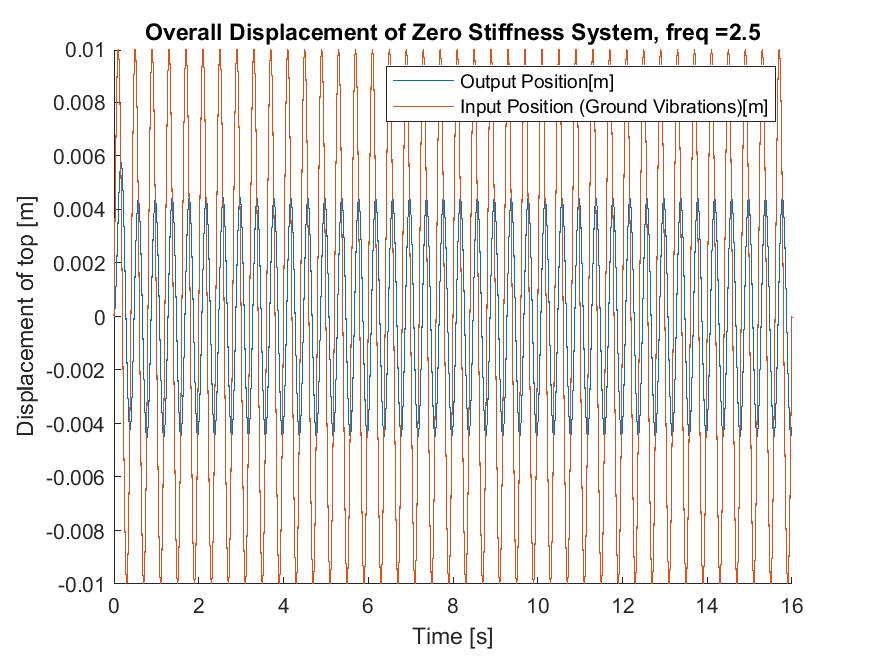 Overall Displacement of Zero Stiffness System, freq =2.5
Output Position[m]
Input Position (Ground Vibrations)[m]
Displacement of top [m]
0.01
0.008
0.006
0.004
0.002
0
-0.002
-0.004
-0.006
-0.008
-0.01
0 2 4 6 8 10 12 14 16
Time [s]